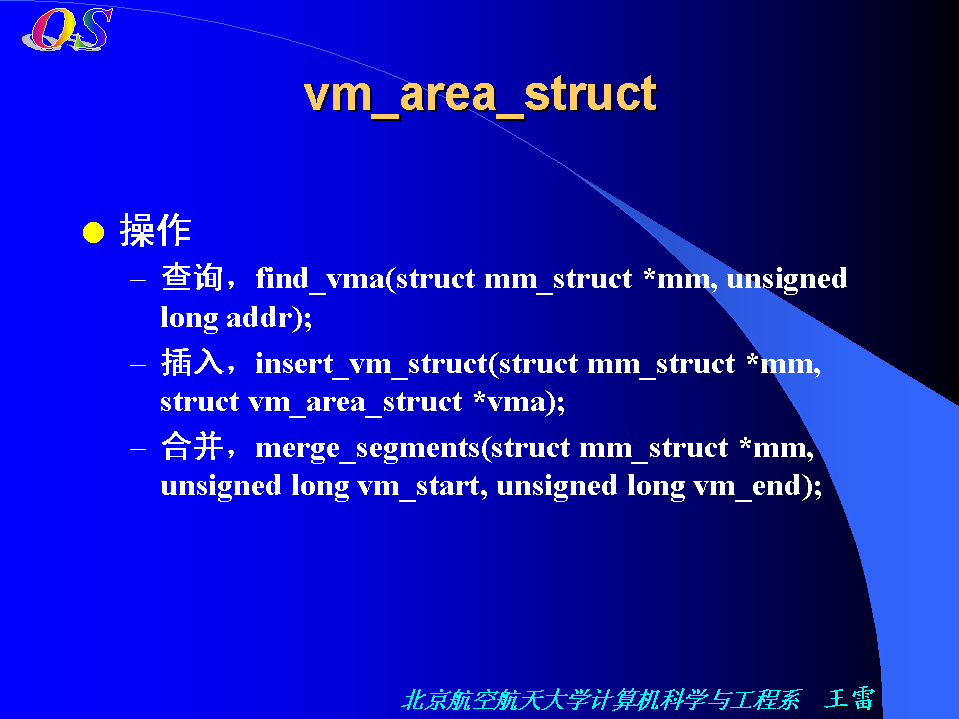 OS
vm_area_struct
操作
– 查询，find_vma(struct mm_struct *mm, unsigned
long addr);
– 插入，insert_vm_struct(struct mm_struct *mm,
struct vm_area_struct *vma);
– 合并，merge_segments(struct mm_struct *mm,
unsigned long vm_start, unsigned long vm_end);
北京航空航天大学计算机科学与工程系 王雷